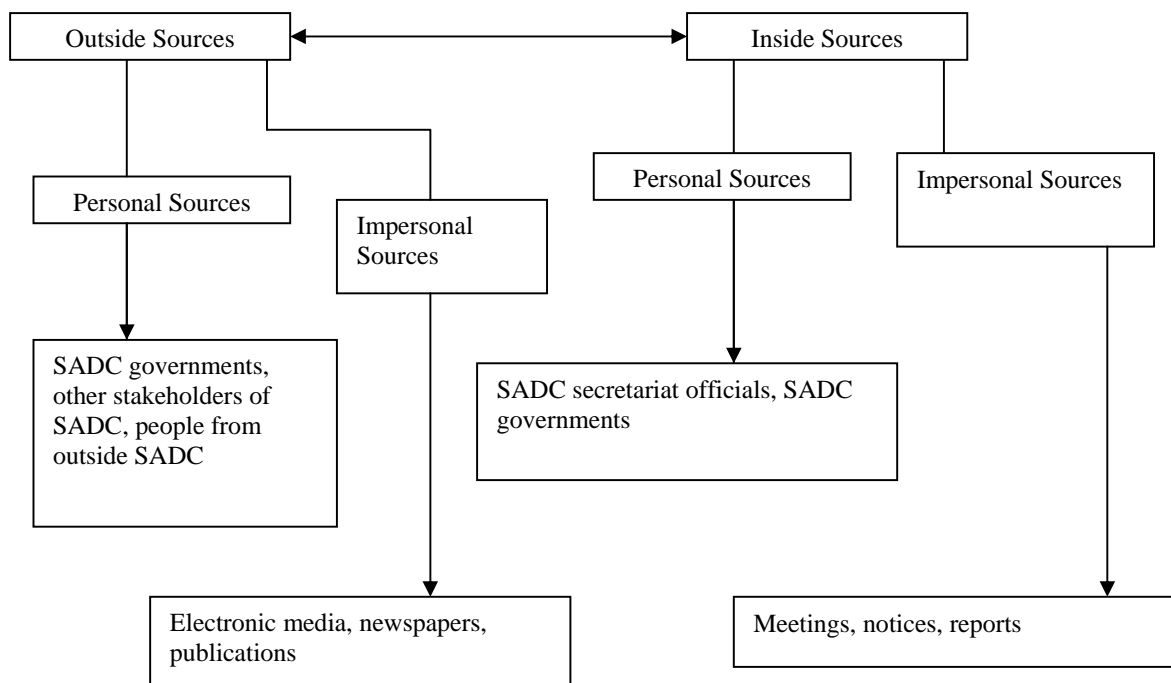 Outside Sources
Inside Sources
Personal Sources
Impersonal
Sources
Personal Sources
Impersonal Sources
SADC governments,
other stakeholders of
SADC, people from
outside SADC
SADC secretariat officials, SADC
governments
Electronic media, newspapers,
publications
Meetings, notices, reports